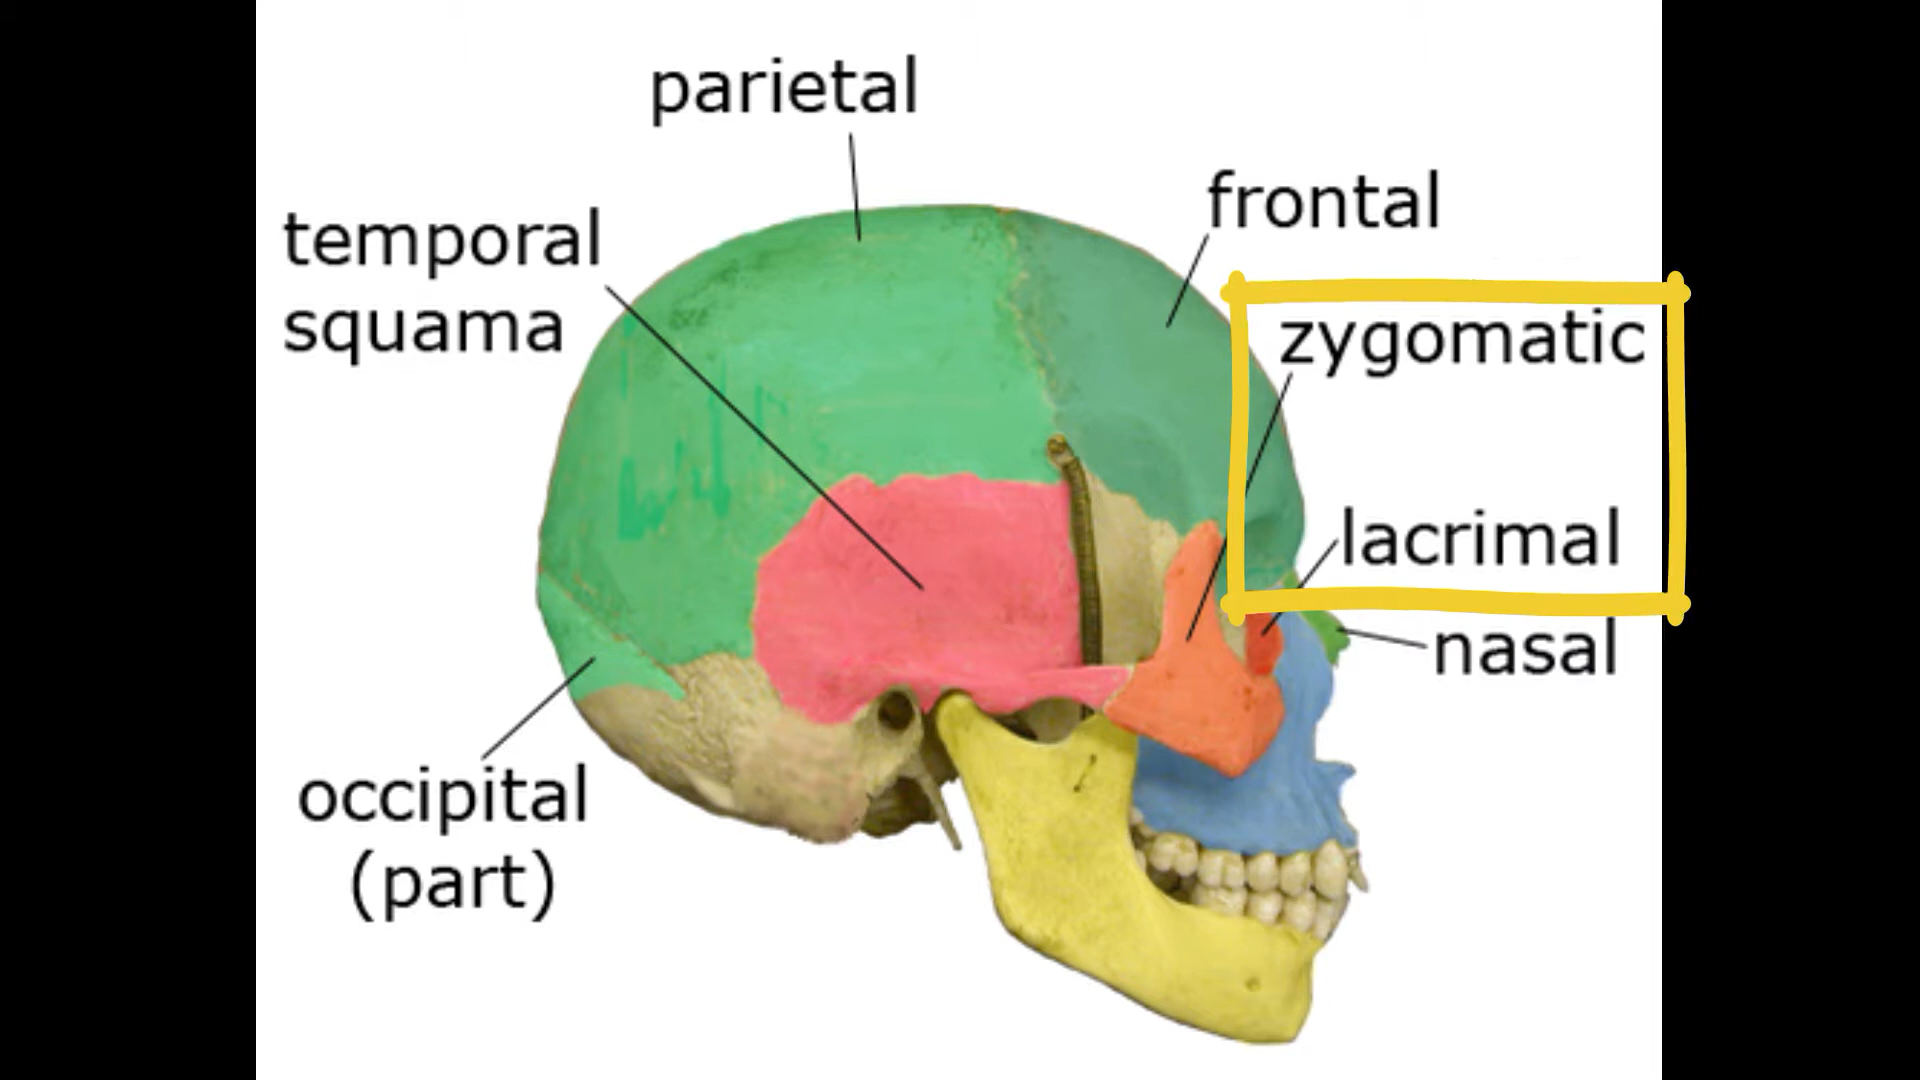 parietal
frontal
temporal
squama
zygomatic
lacrimal
nasal
occipital
(part)